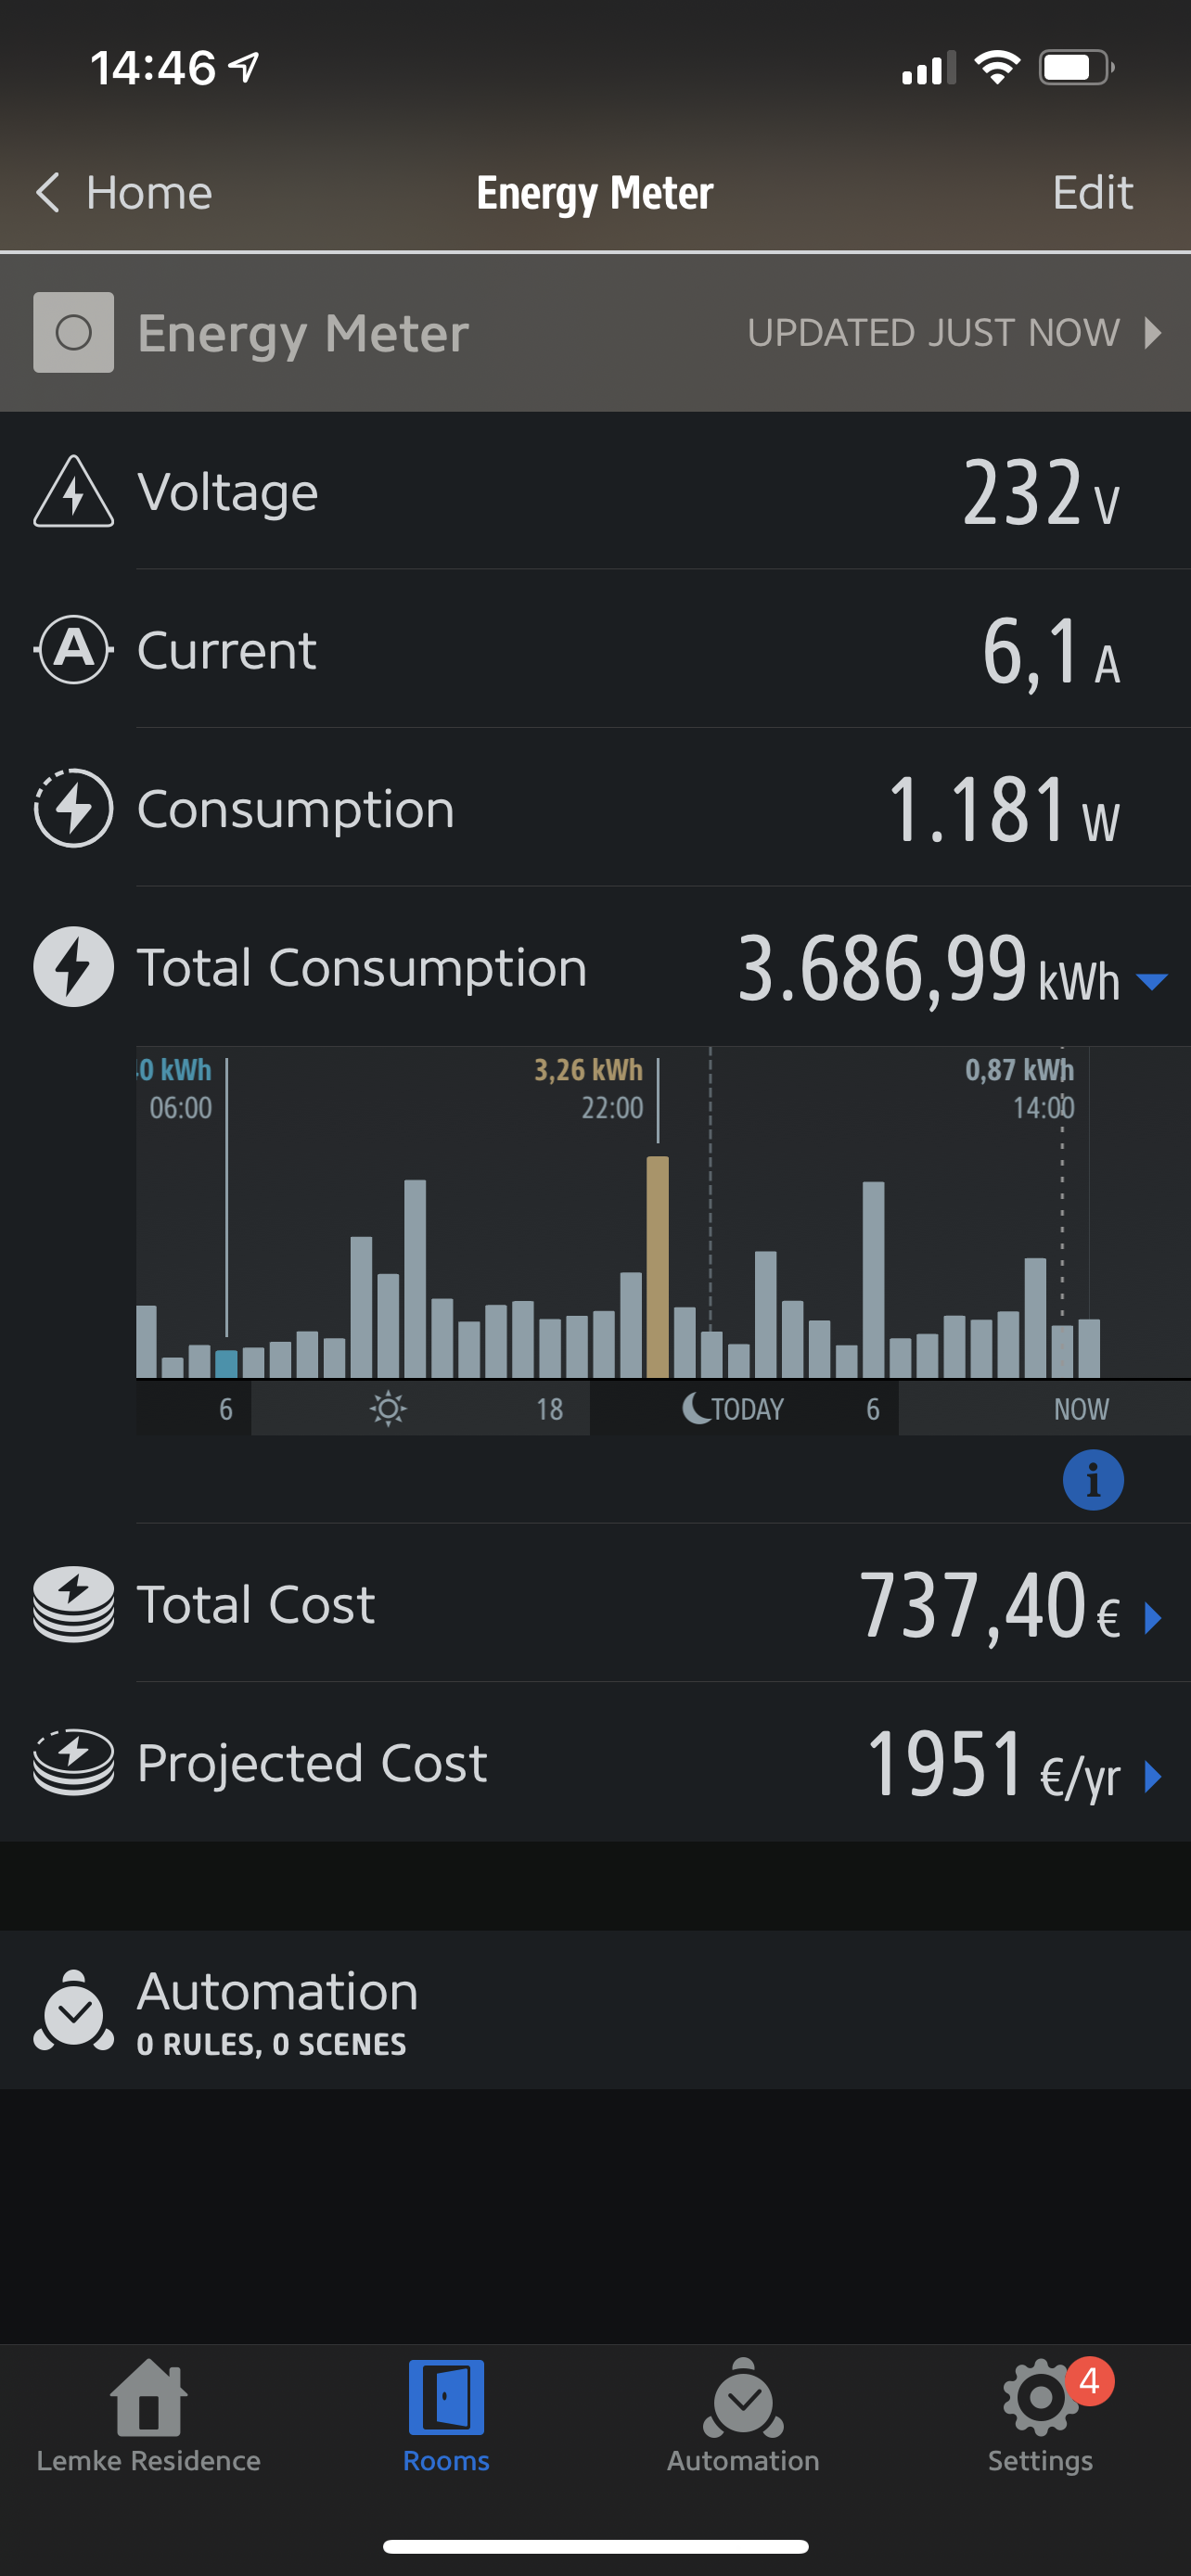 14:46
Home
Energy Meter
Edit
Energy Meter
UPDATED JUST NOW
Voltage
232 V
A
Current
6,1 A
Consumption
1.181 W
Total Consumption
3.686,99 kWh
0 kWh
06:00
3,26 kWh
22:00
0,87 kWh
14:00
6
18
TODAY
6
NOW
i
Total Cost
737,40 €
Projected Cost
1951 €/yr
Automation
0 RULES, 0 SCENES
4
Lemke Residence
Rooms
Automation
Settings